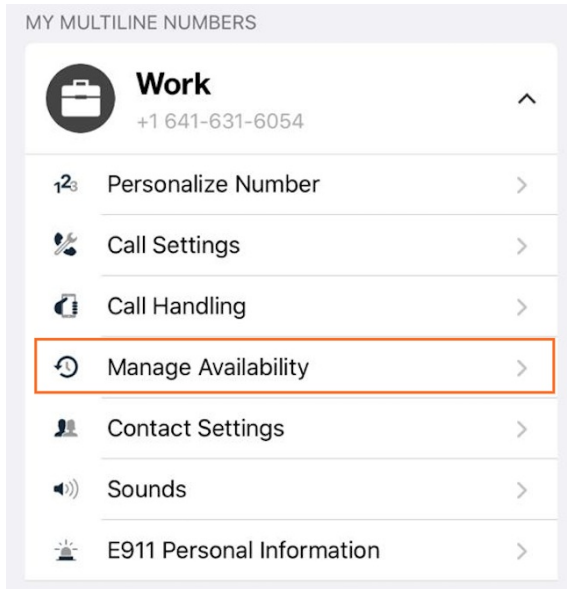 MY MULTILINE NUMBERS
Work
+1 641-631-6054
123 Personalize Number
Call Settings
Call Handling
Manage Availability
Contact Settings
Sounds
E911 Personal Information